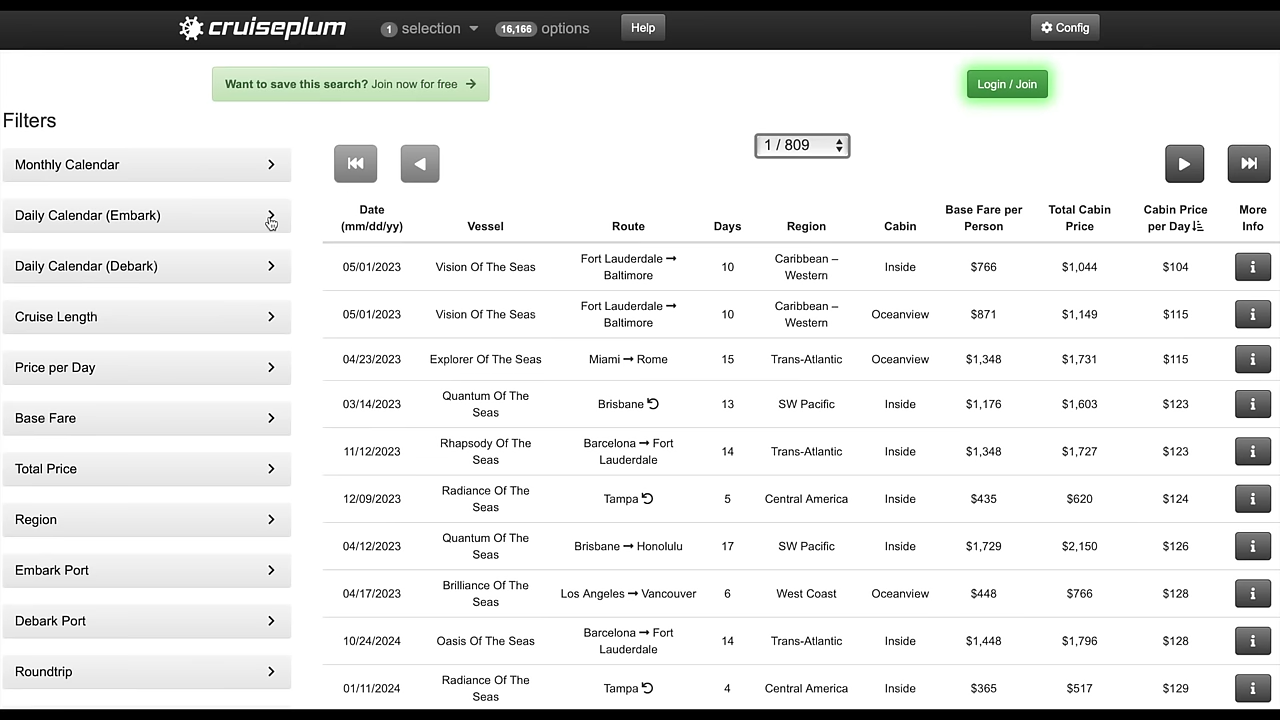 cruiseplum
1 selection
16,166 options
Help
Config
Want to save this search? Join now for free →
Login / Join
Filters
Monthly Calendar
Daily Calendar (Embark)
Daily Calendar (Debark)
Cruise Length
Price per Day
Base Fare
Total Price
Region
Embark Port
Debark Port
Roundtrip
1 / 809
Date
(mm/dd/yy)
Vessel
Route
Days
Region
Cabin
Base Fare per
Person
Total Cabin
Price
Cabin Price
per Day
More
Info
05/01/2023
Vision Of The Seas
Fort Lauderdale →
Baltimore
10
Caribbean –
Western
Inside
$766
$1,044
$104
05/01/2023
Vision Of The Seas
Fort Lauderdale →
Baltimore
10
Caribbean –
Western
Oceanview
$871
$1,149
$115
04/23/2023
Explorer Of The Seas
Miami → Rome
15
Trans-Atlantic
Oceanview
$1,348
$1,731
$115
03/14/2023
Quantum Of The
Seas
Brisbane
13
SW Pacific
Inside
$1,176
$1,603
$123
11/12/2023
Rhapsody Of The
Seas
Barcelona → Fort
Lauderdale
14
Trans-Atlantic
Inside
$1,348
$1,727
$123
12/09/2023
Radiance Of The
Seas
Tampa
5
Central America
Inside
$435
$620
$124
04/12/2023
Quantum Of The
Seas
Brisbane → Honolulu
17
SW Pacific
Inside
$1,729
$2,150
$126
04/17/2023
Brilliance Of The
Seas
Los Angeles → Vancouver
6
West Coast
Oceanview
$448
$766
$128
10/24/2024
Oasis Of The Seas
Barcelona → Fort
Lauderdale
14
Trans-Atlantic
Inside
$1,448
$1,796
$128
01/11/2024
Radiance Of The
Seas
Tampa
4
Central America
Inside
$365
$517
$129